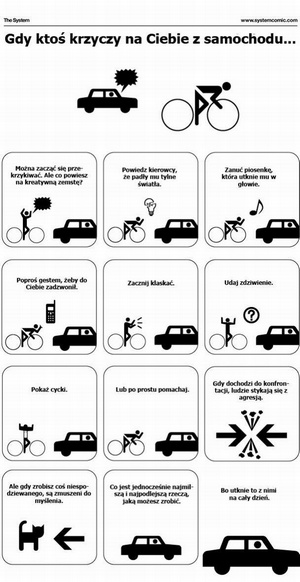 The System
www.systemcomic.com
Gdy ktoś krzyczy na Ciebie z samochodu...
Można zacząć się prze-
krzykiwać. Ale co powiesz
na kreatywną zemstę?
Powiedz kierowcy,
że padły mu tylne
światła.
Zanuć piosenkę,
która utknie mu w
głowie.
Poproś gestem, żeby do
Ciebie zadzwonił.
Zacznij klaskać.
Udaj zdziwienie.
Pokaż cycki.
Lub po prostu pomachaj.
Gdy dochodzi do konfron-
tacji, ludzie stykają się z
agresją.
Ale gdy zrobisz coś niespo-
dziewanego, są zmuszeni do
myślenia.
Co jest jednocześnie najmil-
szą i najpodlejszą rzeczą,
jaką możesz zrobić.
Bo utknie to z nimi
na cały dzień.